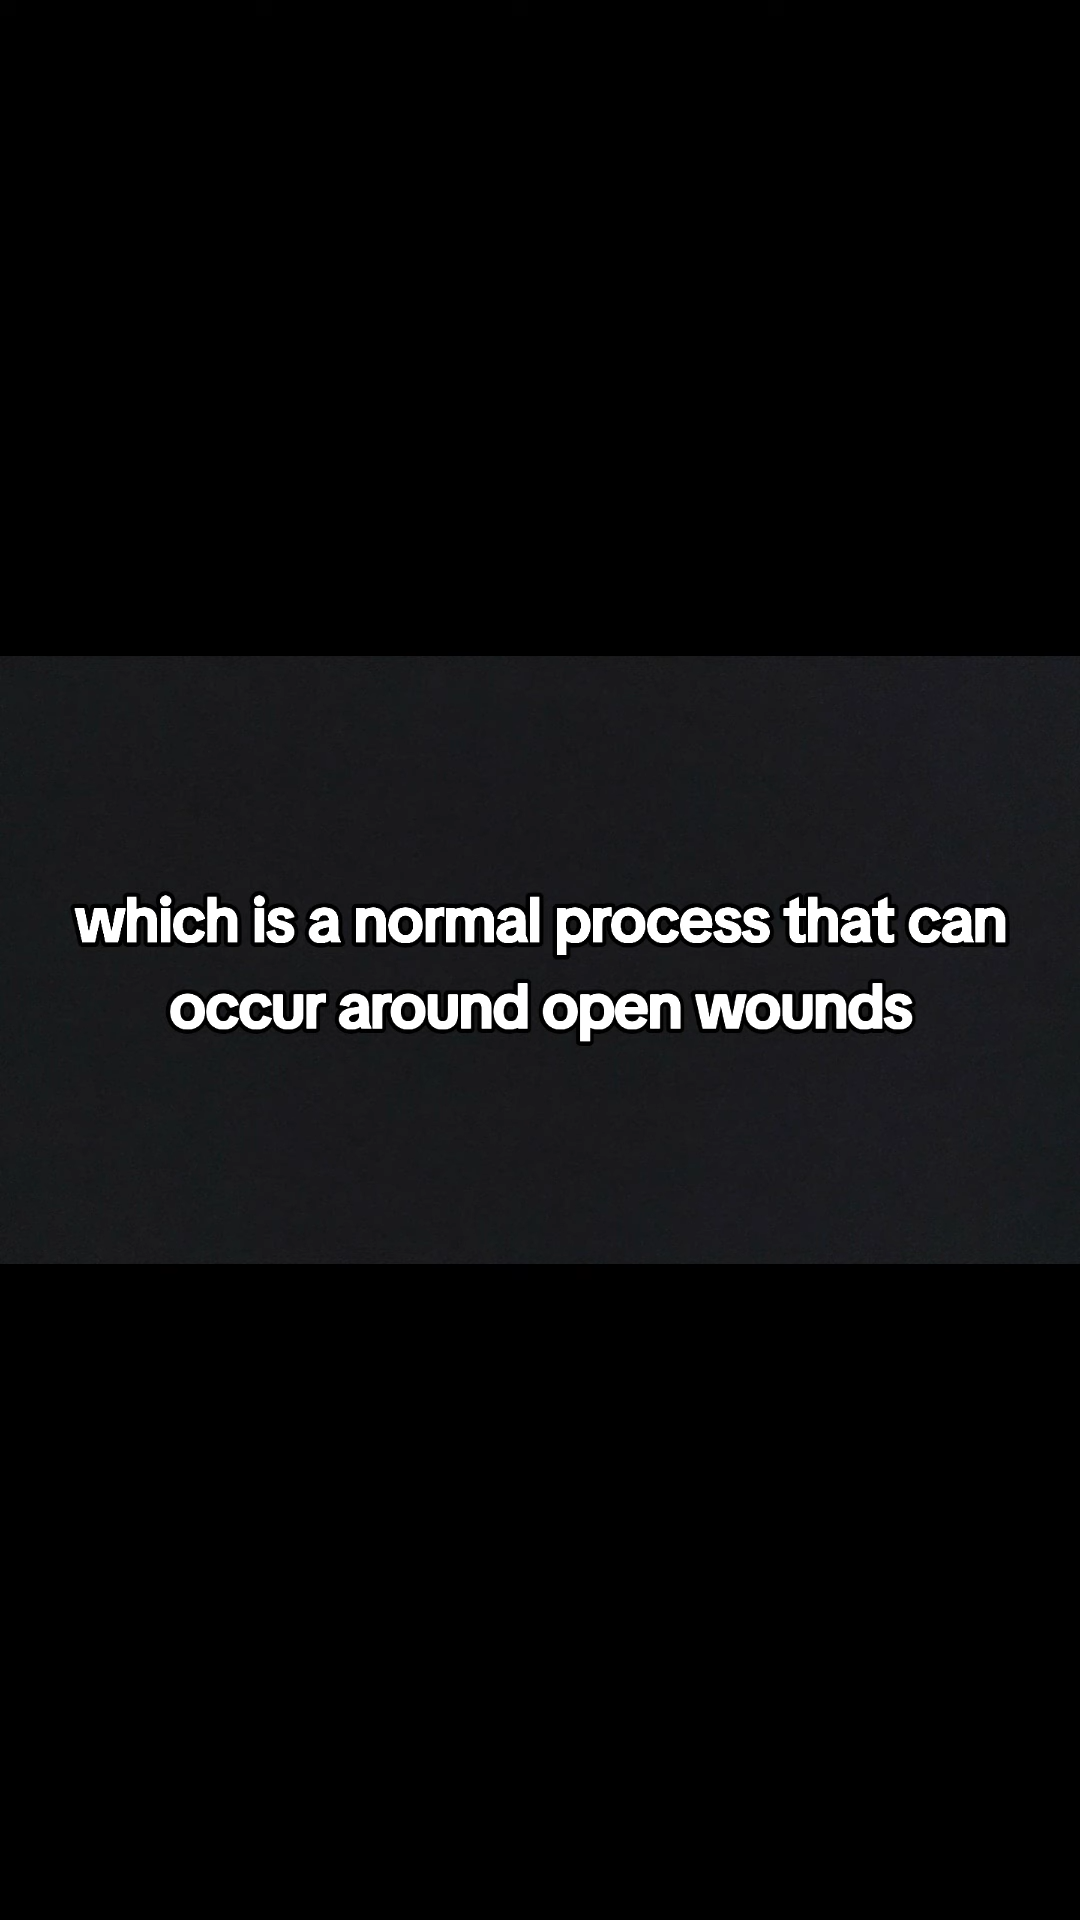 which is a normal process that can
occur around open wounds